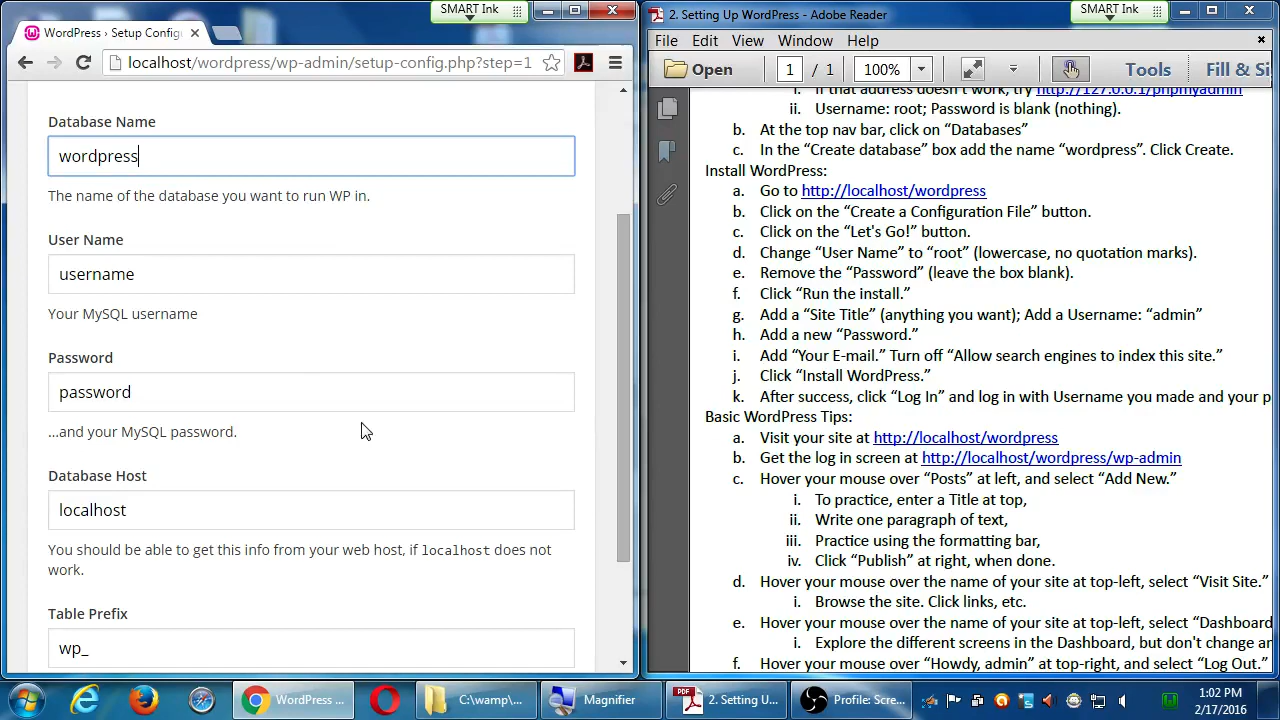 SMART Ink
WordPress › Setup Config
localhost/wordpress/wp-admin/setup-config.php?step=1
Database Name
wordpress
The name of the database you want to run WP in.
User Name
username
Your MySQL username
Password
password
...and your MySQL password.
Database Host
localhost
You should be able to get this info from your web host, if localhost does not
work.
Table Prefix
wp_
2. Setting Up WordPress - Adobe Reader
SMART Ink
File Edit View Window Help
Open 1 / 1 100% Tools Fill & Si
i. If that address doesn't work, try http://127.0.0.1/phpmyadmin
ii. Username: root; Password is blank (nothing).
b. At the top nav bar, click on “Databases”
c. In the “Create database” box add the name “wordpress”. Click Create.
Install WordPress:
a. Go to http://localhost/wordpress
b. Click on the “Create a Configuration File” button.
c. Click on the “Let's Go!” button.
d. Change “User Name” to “root” (lowercase, no quotation marks).
e. Remove the “Password” (leave the box blank).
f. Click “Run the install.”
g. Add a “Site Title” (anything you want); Add a Username: “admin”
h. Add a new “Password.”
i. Add “Your E-mail.” Turn off “Allow search engines to index this site.”
j. Click “Install WordPress.”
k. After success, click “Log In” and log in with Username you made and your p
Basic WordPress Tips:
a. Visit your site at http://localhost/wordpress
b. Get the log in screen at http://localhost/wordpress/wp-admin
c. Hover your mouse over “Posts” at left, and select “Add New.”
i. To practice, enter a Title at top,
ii. Write one paragraph of text,
iii. Practice using the formatting bar,
iv. Click “Publish” at right, when done.
d. Hover your mouse over the name of your site at top-left, select “Visit Site.”
i. Browse the site. Click links, etc.
e. Hover your mouse over the name of your site at top-left, select “Dashboard
i. Explore the different screens in the Dashboard, but don't change an
f. Hover your mouse over “Howdy, admin” at top-right, and select “Log Out.”
WordPress ... C:\wamp\... Magnifier 2. Setting U... Profile: Scre...
1:02 PM
2/17/2016